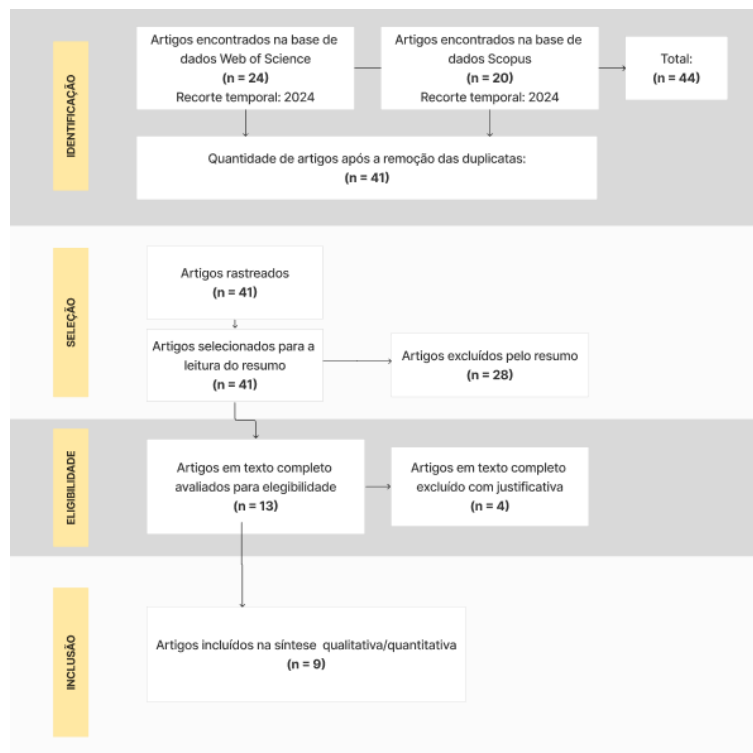 IDENTIFICAÇÃO
Artigos encontrados na base de
dados Web of Science
(n = 24)
Recorte temporal: 2024
Artigos encontrados na base de
dados Scopus
(n = 20)
Recorte temporal: 2024
Total:
(n = 44)
Quantidade de artigos após a remoção das duplicatas:
(n = 41)
SELEÇÃO
Artigos rastreados
(n = 41)
Artigos selecionados para a
leitura do resumo
(n = 41)
Artigos excluídos pelo resumo
(n = 28)
ELIGIBILIDADE
Artigos em texto completo
avaliados para elegibilidade
(n = 13)
Artigos em texto completo
excluído com justificativa
(n = 4)
INCLUSÃO
Artigos incluídos na síntese qualitativa/quantitativa
(n = 9)